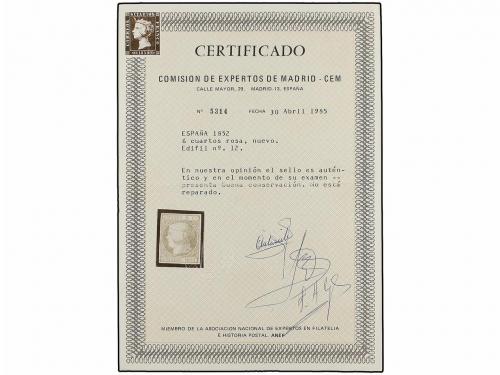 CERTIFICADO
COMISION DE EXPERTOS DE MADRID - CEM
CALLE MAYOR, 29. MADRID-13, ESPAÑA
Nº 5314 FECHA 30 Abril 1985
ESPAÑA 1852
6 cuartos rosa, nuevo.
Edifil nº. 12.
En nuestra opinión el sello es autén-
tico y en el momento de su examen --
presenta buena conservación, no está
reparado.
MIEMBRO DE LA ASOCIACION NACIONAL DE EXPERTOS EN FILATELIA
E HISTORIA POSTAL. ANEF